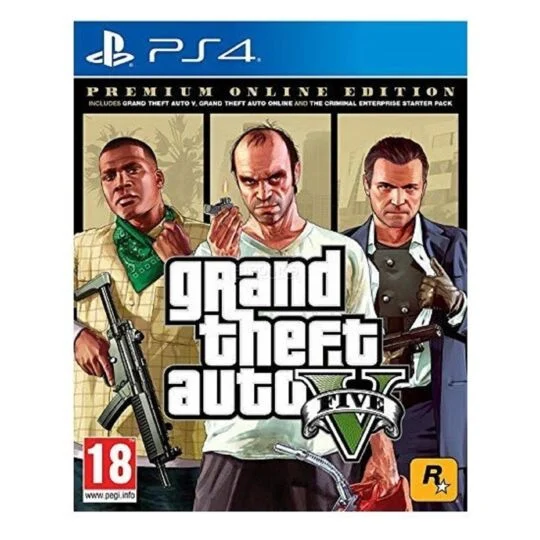 PS4
PREMIUM ONLINE EDITION
INCLUDES GRAND THEFT AUTO V, GRAND THEFT AUTO ONLINE AND THE CRIMINAL ENTERPRISE STARTER PACK
grand
theft
auto V
FIVE
18
www.pegi.info
R